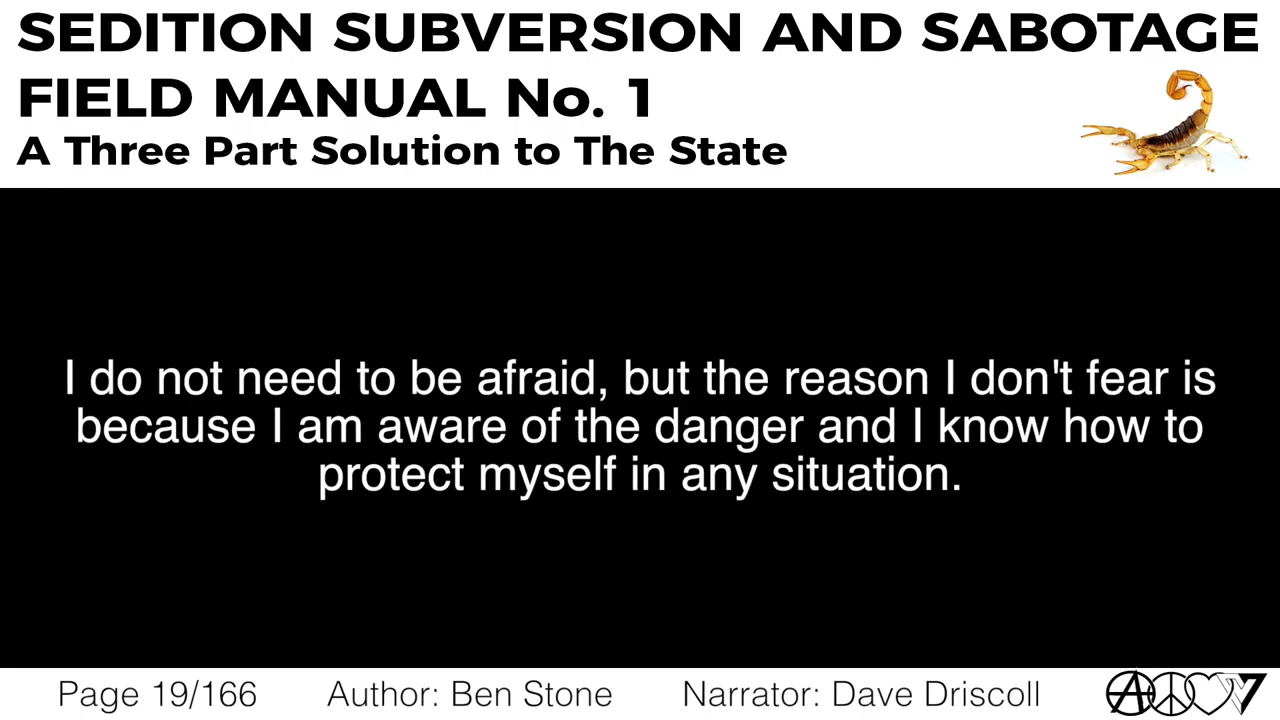 SEDITION SUBVERSION AND SABOTAGE
FIELD MANUAL No. 1
A Three Part Solution to The State
I do not need to be afraid, but the reason I don't fear is
because I am aware of the danger and I know how to
protect myself in any situation.
Page 19/166 Author: Ben Stone Narrator: Dave Driscoll